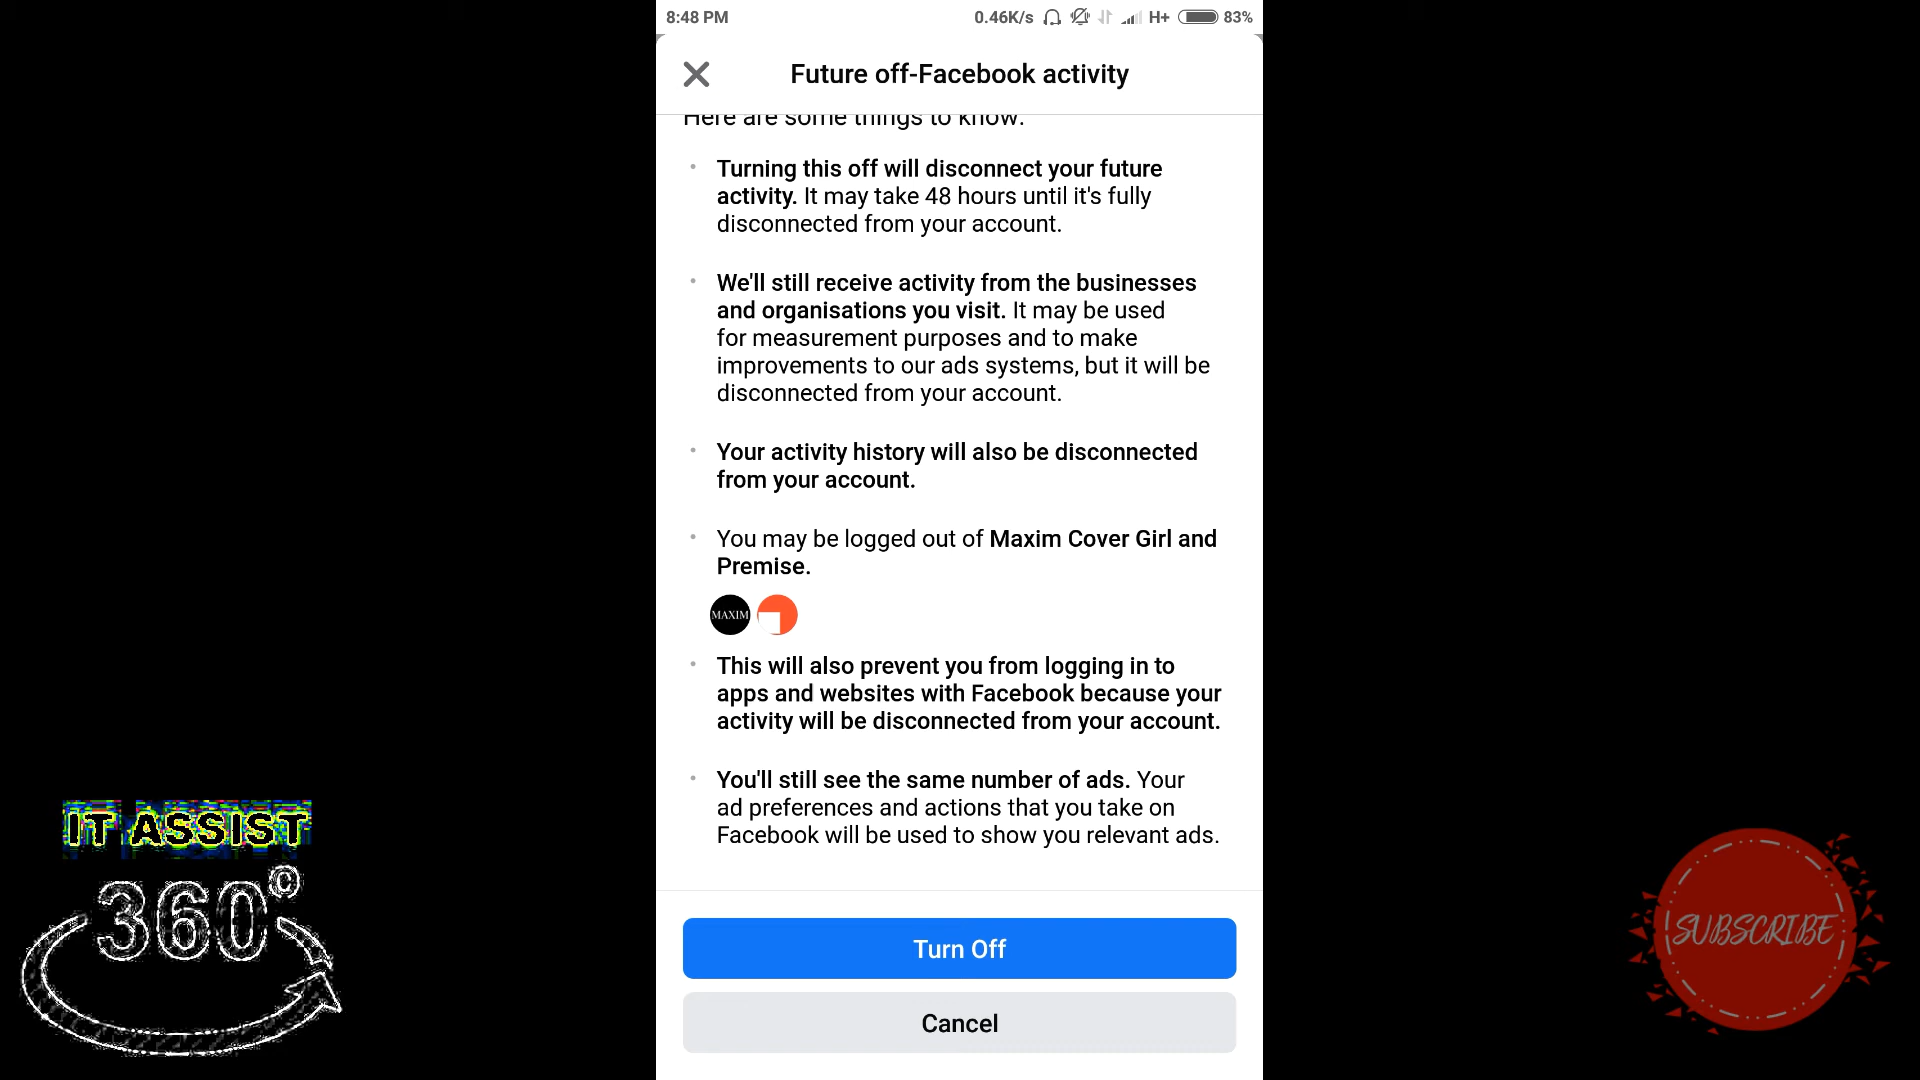 8:48 PM 0.46K/s H+ 83%
Future off-Facebook activity
Here are some things to know:
Turning this off will disconnect your future
activity. It may take 48 hours until it's fully
disconnected from your account.
We'll still receive activity from the businesses
and organisations you visit. It may be used
for measurement purposes and to make
improvements to our ads systems, but it will be
disconnected from your account.
Your activity history will also be disconnected
from your account.
You may be logged out of Maxim Cover Girl and
Premise.
MAXIM
This will also prevent you from logging in to
apps and websites with Facebook because your
activity will be disconnected from your account.
You'll still see the same number of ads. Your
ad preferences and actions that you take on
Facebook will be used to show you relevant ads.
Turn Off
Cancel
IT ASSIST
360°©
SUBSCRIBE